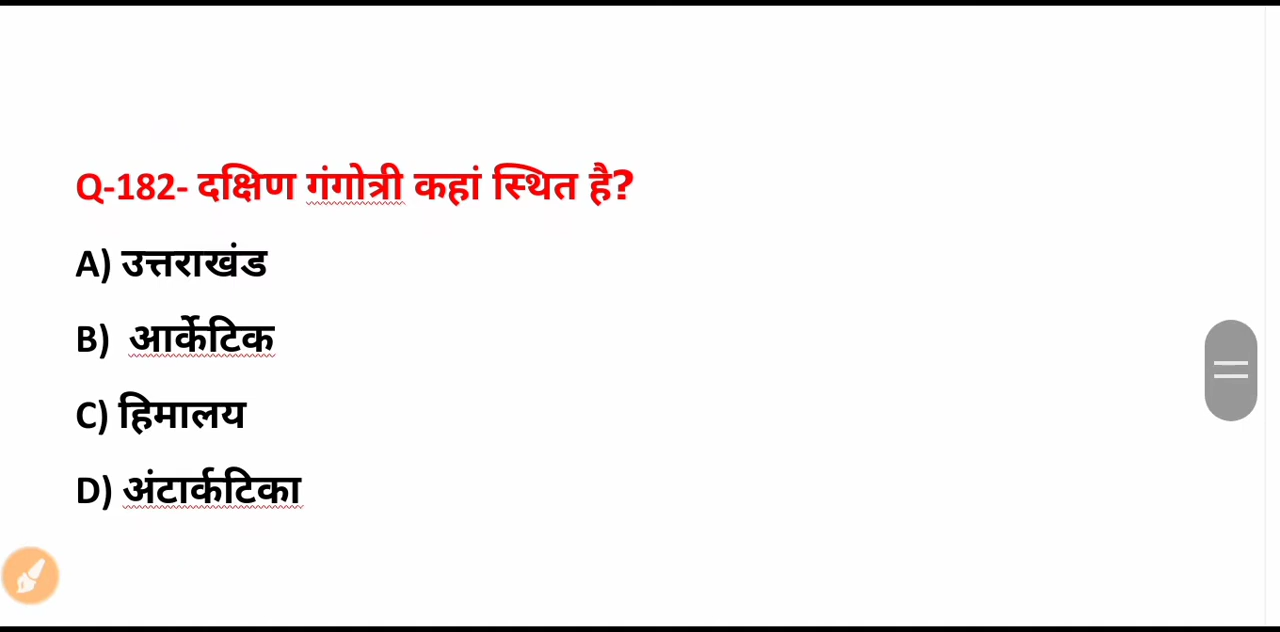 Q-182- दक्षिण गंगोत्री कहां स्थित है?
A) उत्तराखंड
B) आर्केटिक
C) हिमालय
D) अंटार्कटिका